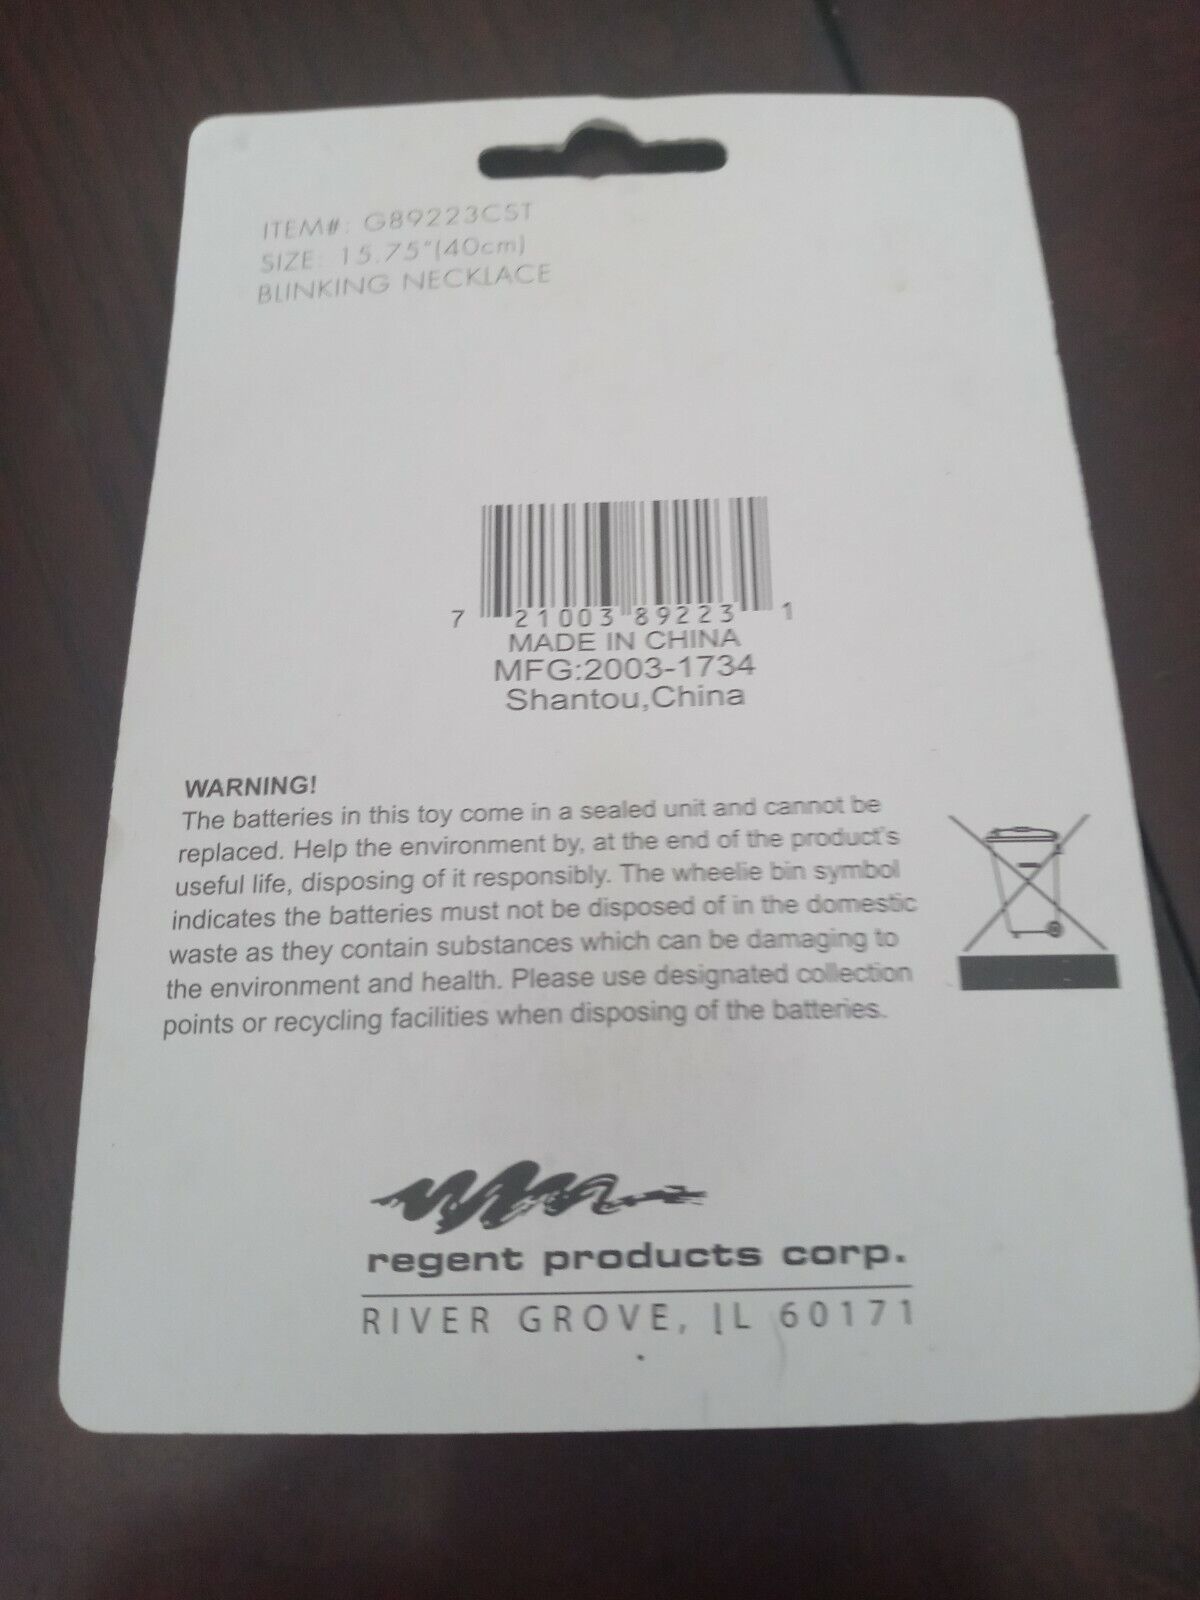 ITEM#: G89223CST
SIZE: 15.75"(40cm)
BLINKING NECKLACE
7 21003 89223 1
MADE IN CHINA
MFG:2003-1734
Shantou,China
WARNING!
The batteries in this toy come in a sealed unit and cannot be
replaced. Help the environment by, at the end of the product's
useful life, disposing of it responsibly. The wheelie bin symbol
indicates the batteries must not be disposed of in the domestic
waste as they contain substances which can be damaging to
the environment and health. Please use designated collection
points or recycling facilities when disposing of the batteries.
regent products corp.
RIVER GROVE, IL 60171